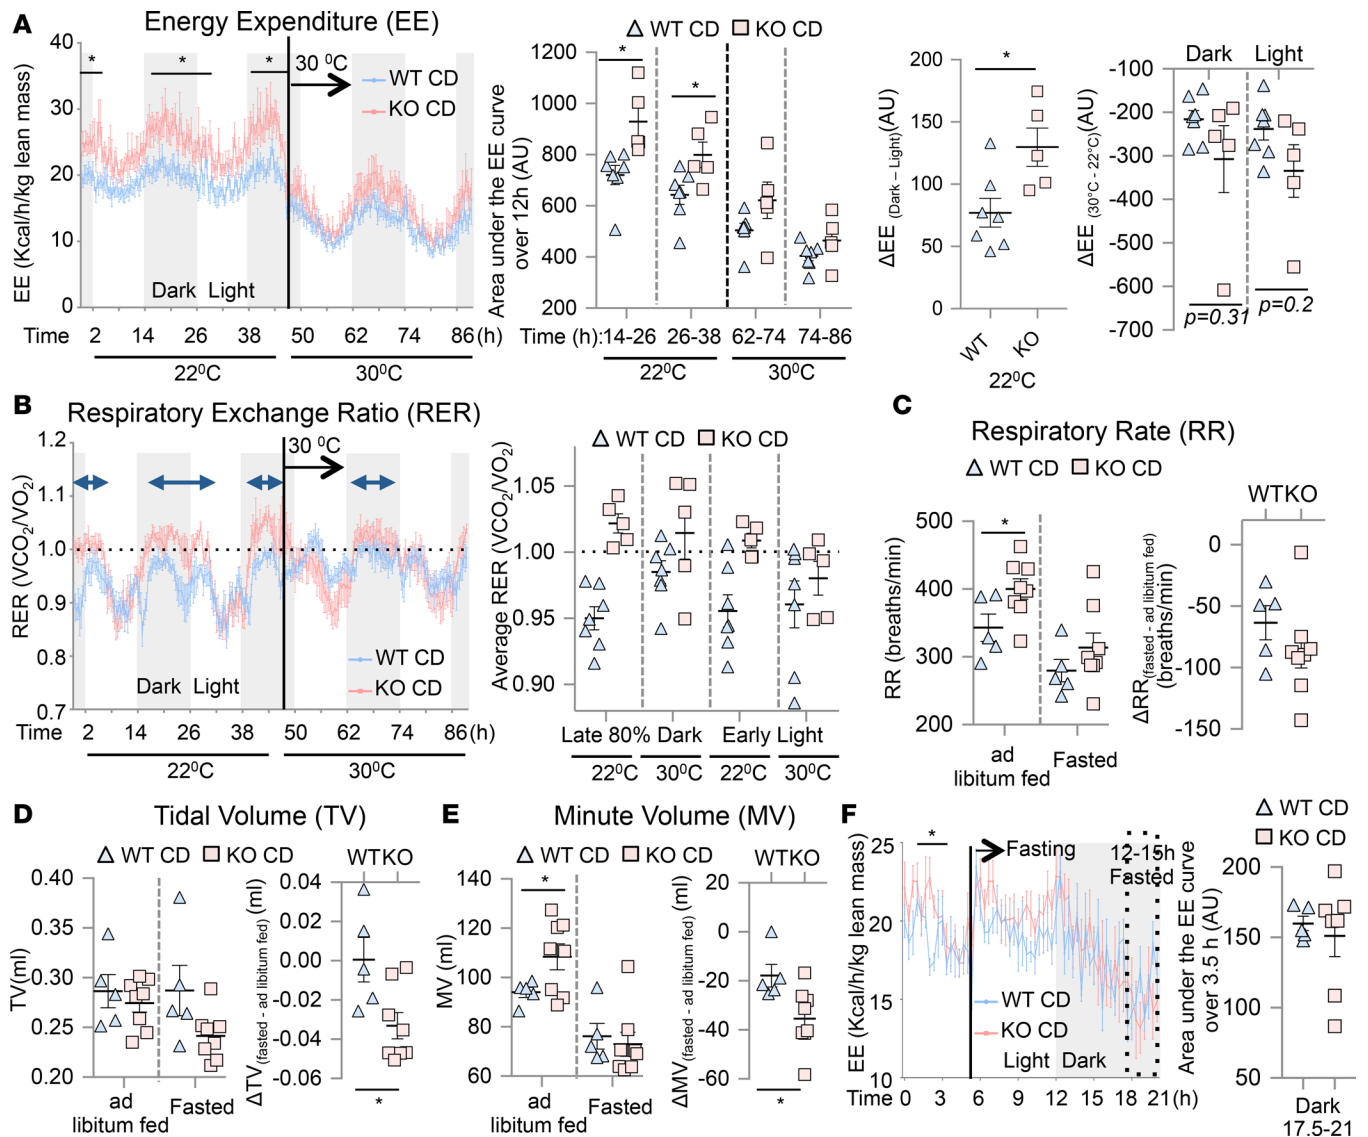 A
Energy Expenditure (EE)
EE (Kcal/h/kg lean mass)
40
30
20
10
0
*
*
*
30 ⁰C
WT CD
KO CD
Dark
Light
Time
2
14
26
38
50
62
74
86
(h)
22⁰C
30⁰C
WT CD
KO CD
Area under the EE curve
over 12h (AU)
1200
1000
800
600
400
200
*
*
Time (h):14-26
26-38
62-74
74-86
22⁰C
30⁰C
ΔEE(Dark – Light)(AU)
200
150
100
50
0
*
WT
KO
22⁰C
ΔEE(30°C - 22°C)(AU)
-100
-200
-300
-400
-500
-600
-700
Dark
Light
p=0.31
p=0.2
B
Respiratory Exchange Ratio (RER)
RER (VCO₂/VO₂)
1.2
1.1
1.0
0.9
0.8
0.7
30 ⁰C
WT CD
KO CD
Dark
Light
Time
2
14
26
38
50
62
74
86
(h)
22⁰C
30⁰C
WT CD
KO CD
Average RER (VCO₂/VO₂)
1.05
1.00
0.95
0.90
Late 80% Dark
Early Light
22⁰C
30⁰C
22⁰C
30⁰C
C
Respiratory Rate (RR)
WT CD
KO CD
RR (breaths/min)
500
400
300
200
*
ad
libitum fed
Fasted
WTKO
ΔRR(fasted - ad libitum fed)
(breaths/min)
0
-50
-100
-150
D
Tidal Volume (TV)
WT CD
KO CD
TV(ml)
0.40
0.35
0.30
0.25
0.20
ad
libitum fed
Fasted
WTKO
ΔTV(fasted - ad libitum fed) (ml)
0.04
0.02
0.00
-0.02
-0.04
-0.06
*
E
Minute Volume (MV)
WT CD
KO CD
MV (ml)
140
120
100
80
60
*
ad
libitum fed
Fasted
WTKO
ΔMV(fasted - ad libitum fed) (ml)
20
0
-20
-40
-60
*
F
EE (Kcal/h/kg lean mass)
25
20
15
10
*
Fasting
12-15h
Fasted
WT CD
KO CD
Light
Dark
Time
0
3
6
9
12
15
18
21
(h)
WT CD
KO CD
Area under the EE curve
over 3.5 h (AU)
200
150
100
50
Dark
17.5-21